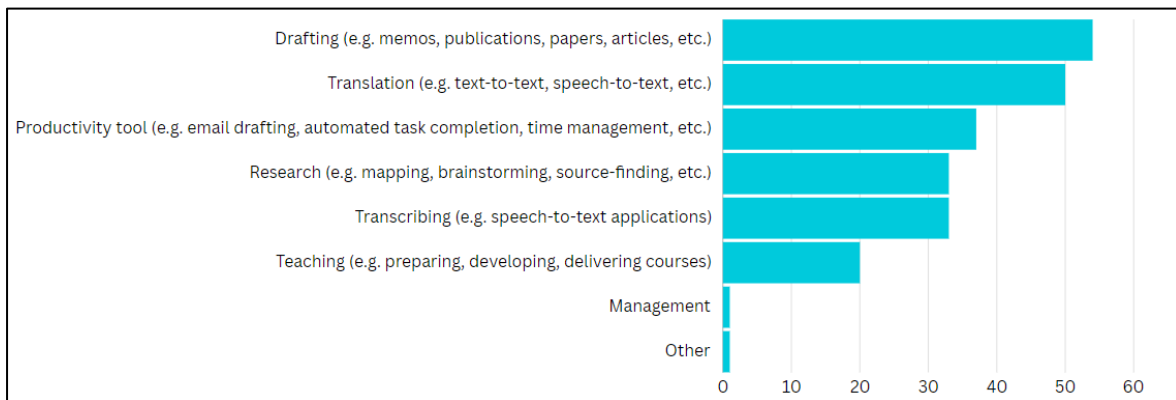 Drafting (e.g. memos, publications, papers, articles, etc.)
Translation (e.g. text-to-text, speech-to-text, etc.)
Productivity tool (e.g. email drafting, automated task completion, time management, etc.)
Research (e.g. mapping, brainstorming, source-finding, etc.)
Transcribing (e.g. speech-to-text applications)
Teaching (e.g. preparing, developing, delivering courses)
Management
Other
0 10 20 30 40 50 60